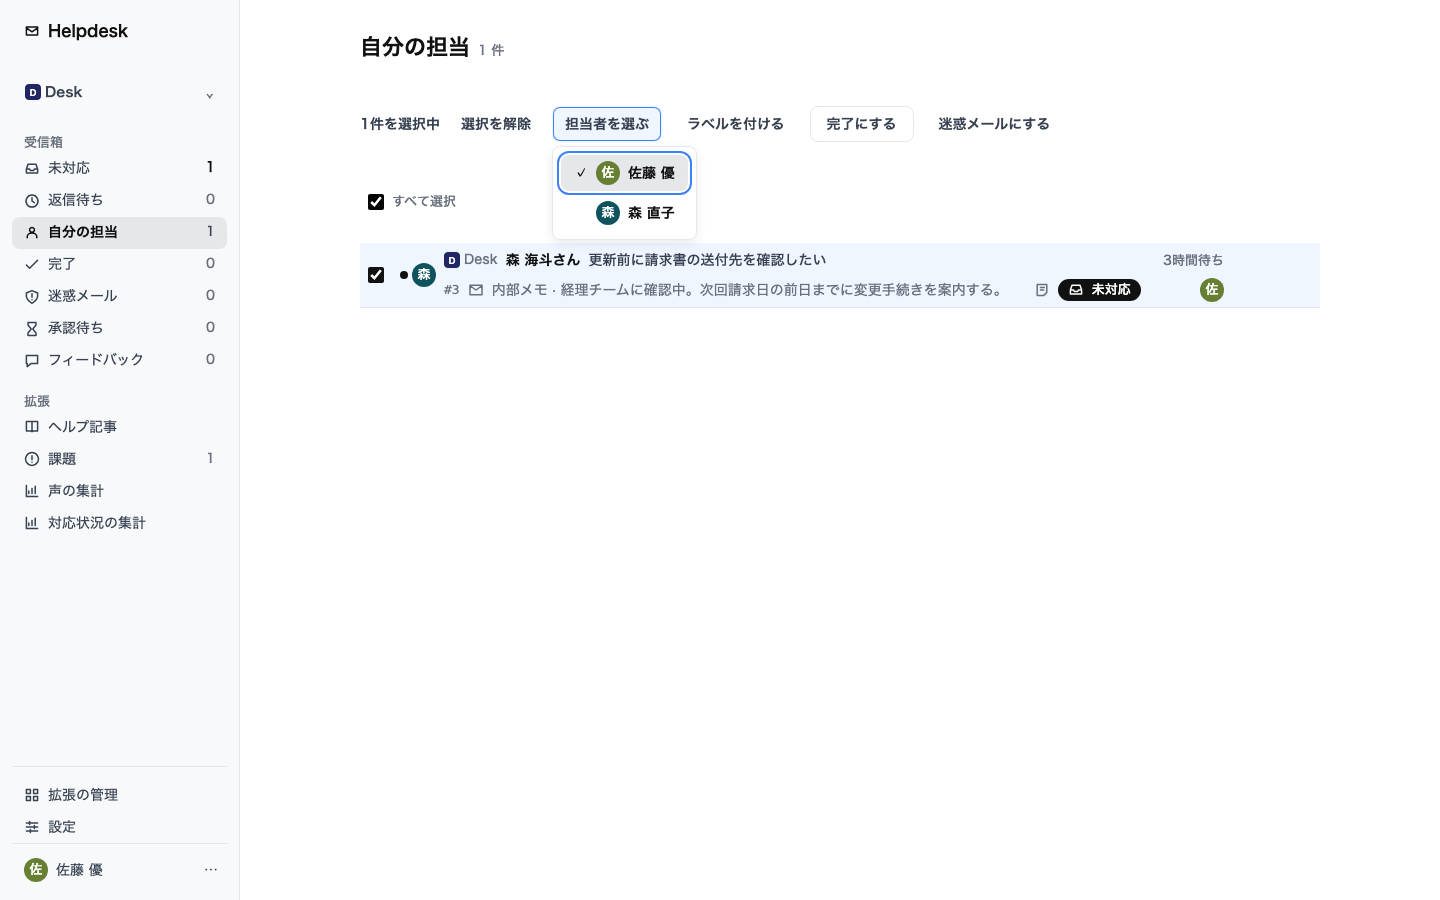 Helpdesk
D Desk
受信箱
未対応 1
返信待ち 0
自分の担当 1
完了 0
迷惑メール 0
承認待ち 0
フィードバック 0
拡張
ヘルプ記事
課題 1
声の集計
対応状況の集計
拡張の管理
設定
佐 佐藤 優 …
自分の担当 1 件
1件を選択中 選択を解除 担当者を選ぶ ラベルを付ける 完了にする 迷惑メールにする
✓ 佐 佐藤 優
森 森 直子
すべて選択
森 D Desk 森 海斗さん 更新前に請求書の送付先を確認したい 3時間待ち
#3 内部メモ · 経理チームに確認中。次回請求日の前日までに変更手続きを案内する。 未対応 佐